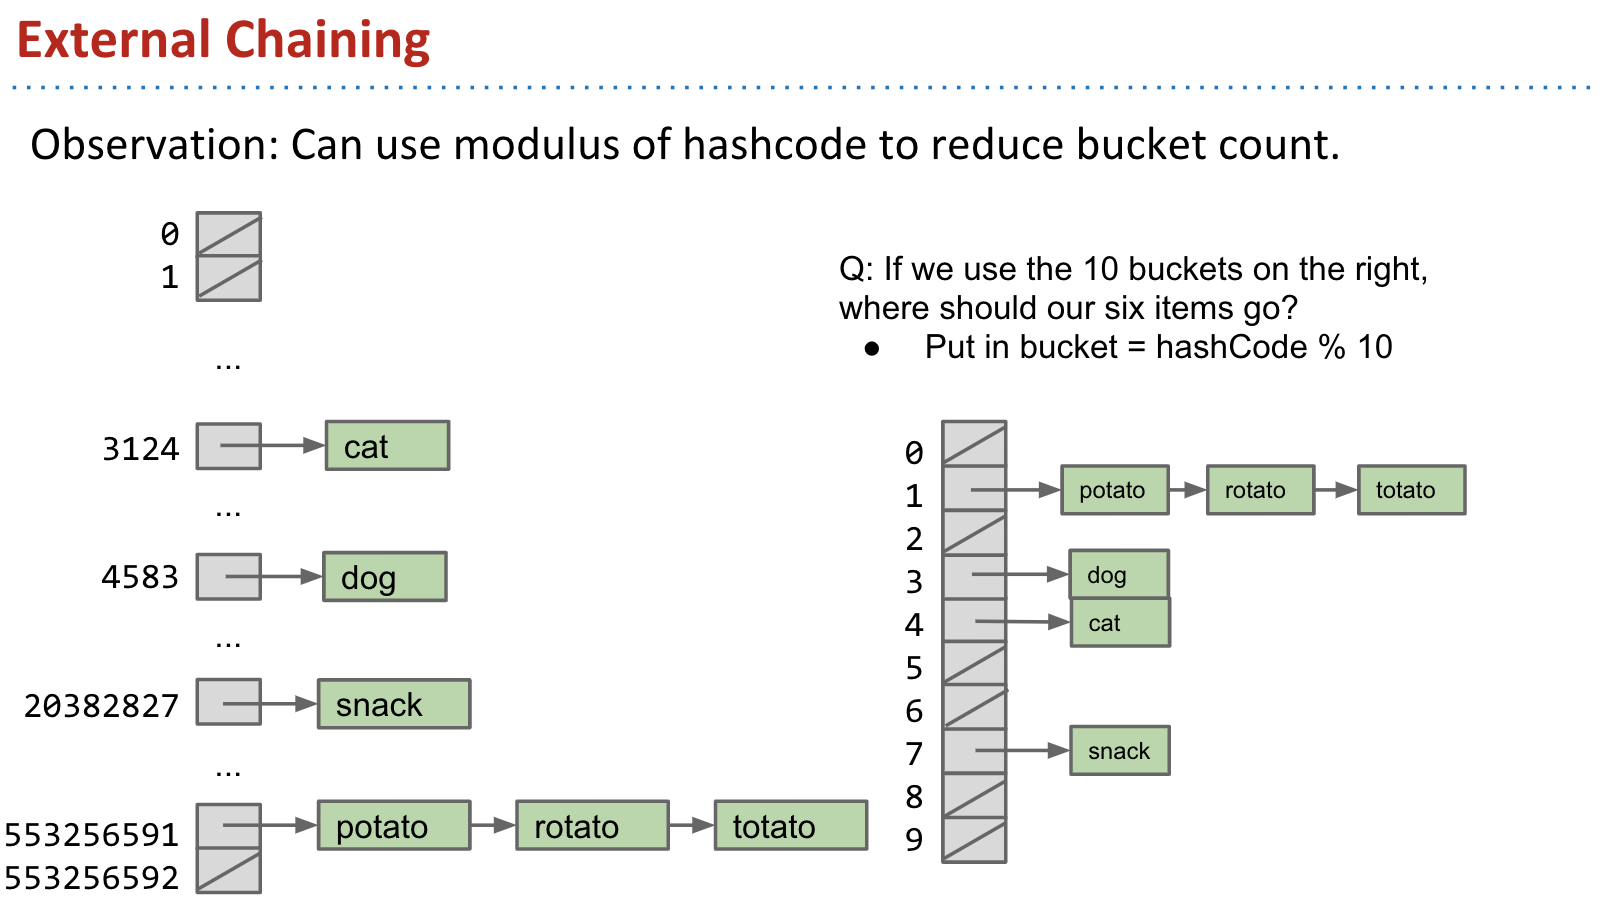 External Chaining
Observation: Can use modulus of hashcode to reduce bucket count.
0
1
...
3124 cat
...
4583 dog
...
20382827 snack
...
553256591 potato rotato totato
553256592
Q: If we use the 10 buckets on the right,
where should our six items go?
● Put in bucket = hashCode % 10
0
1 potato rotato totato
2
3 dog
4 cat
5
6
7 snack
8
9